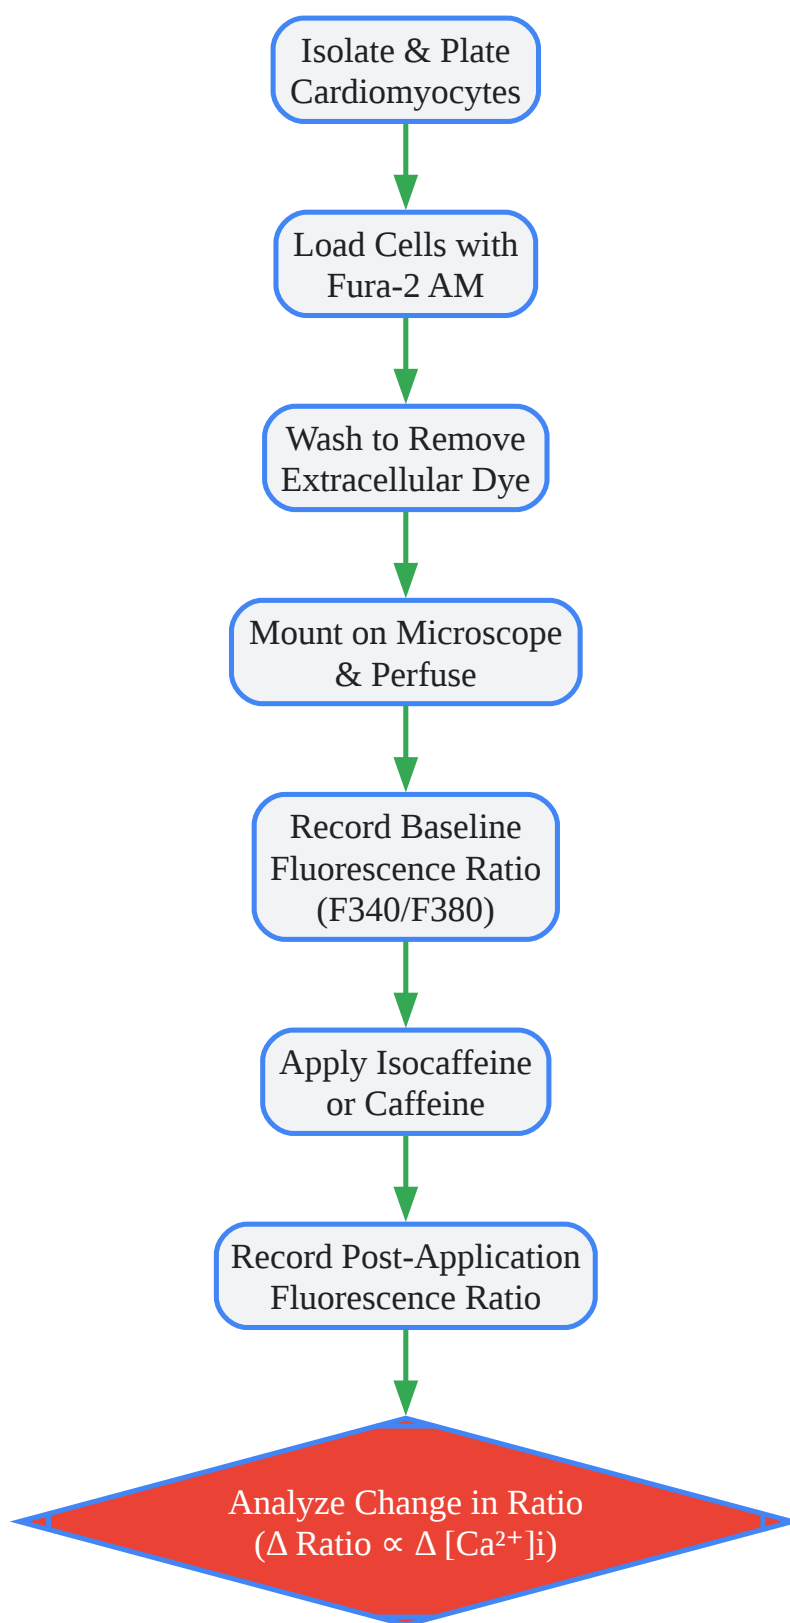 Isolate & Plate
Cardiomyocytes
Load Cells with
Fura-2 AM
Wash to Remove
Extracellular Dye
Mount on Microscope
& Perfuse
Record Baseline
Fluorescence Ratio
(F340/F380)
Apply Isocaffeine
or Caffeine
Record Post-Application
Fluorescence Ratio
Analyze Change in Ratio
(Δ Ratio ∝ Δ [Ca²⁺]i)